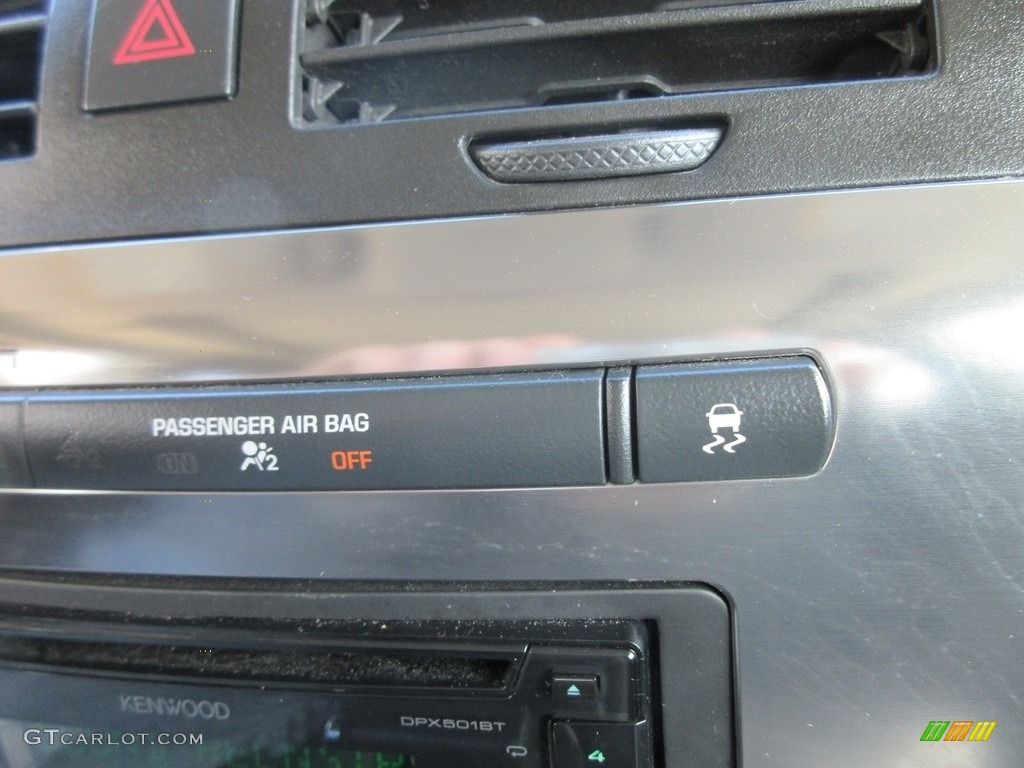 PASSENGER AIR BAG
ON
2 OFF
KENWOOD
DPX501BT
4
GTCARLOT.COM